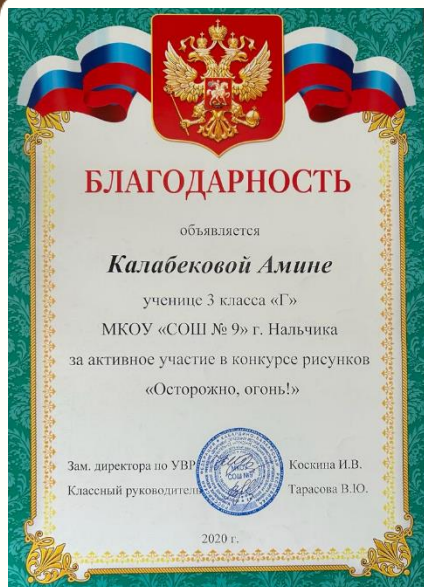 БЛАГОДАРНОСТЬ
объявляется
Калабековой Амине
ученице 3 класса «Г»
МКОУ «СОШ № 9» г. Нальчика
за активное участие в конкурсе рисунков
«Осторожно, огонь!»
Зам. директора по УВР Коскина И.В.
Классный руководитель Тарасова В.Ю.
2020 г.